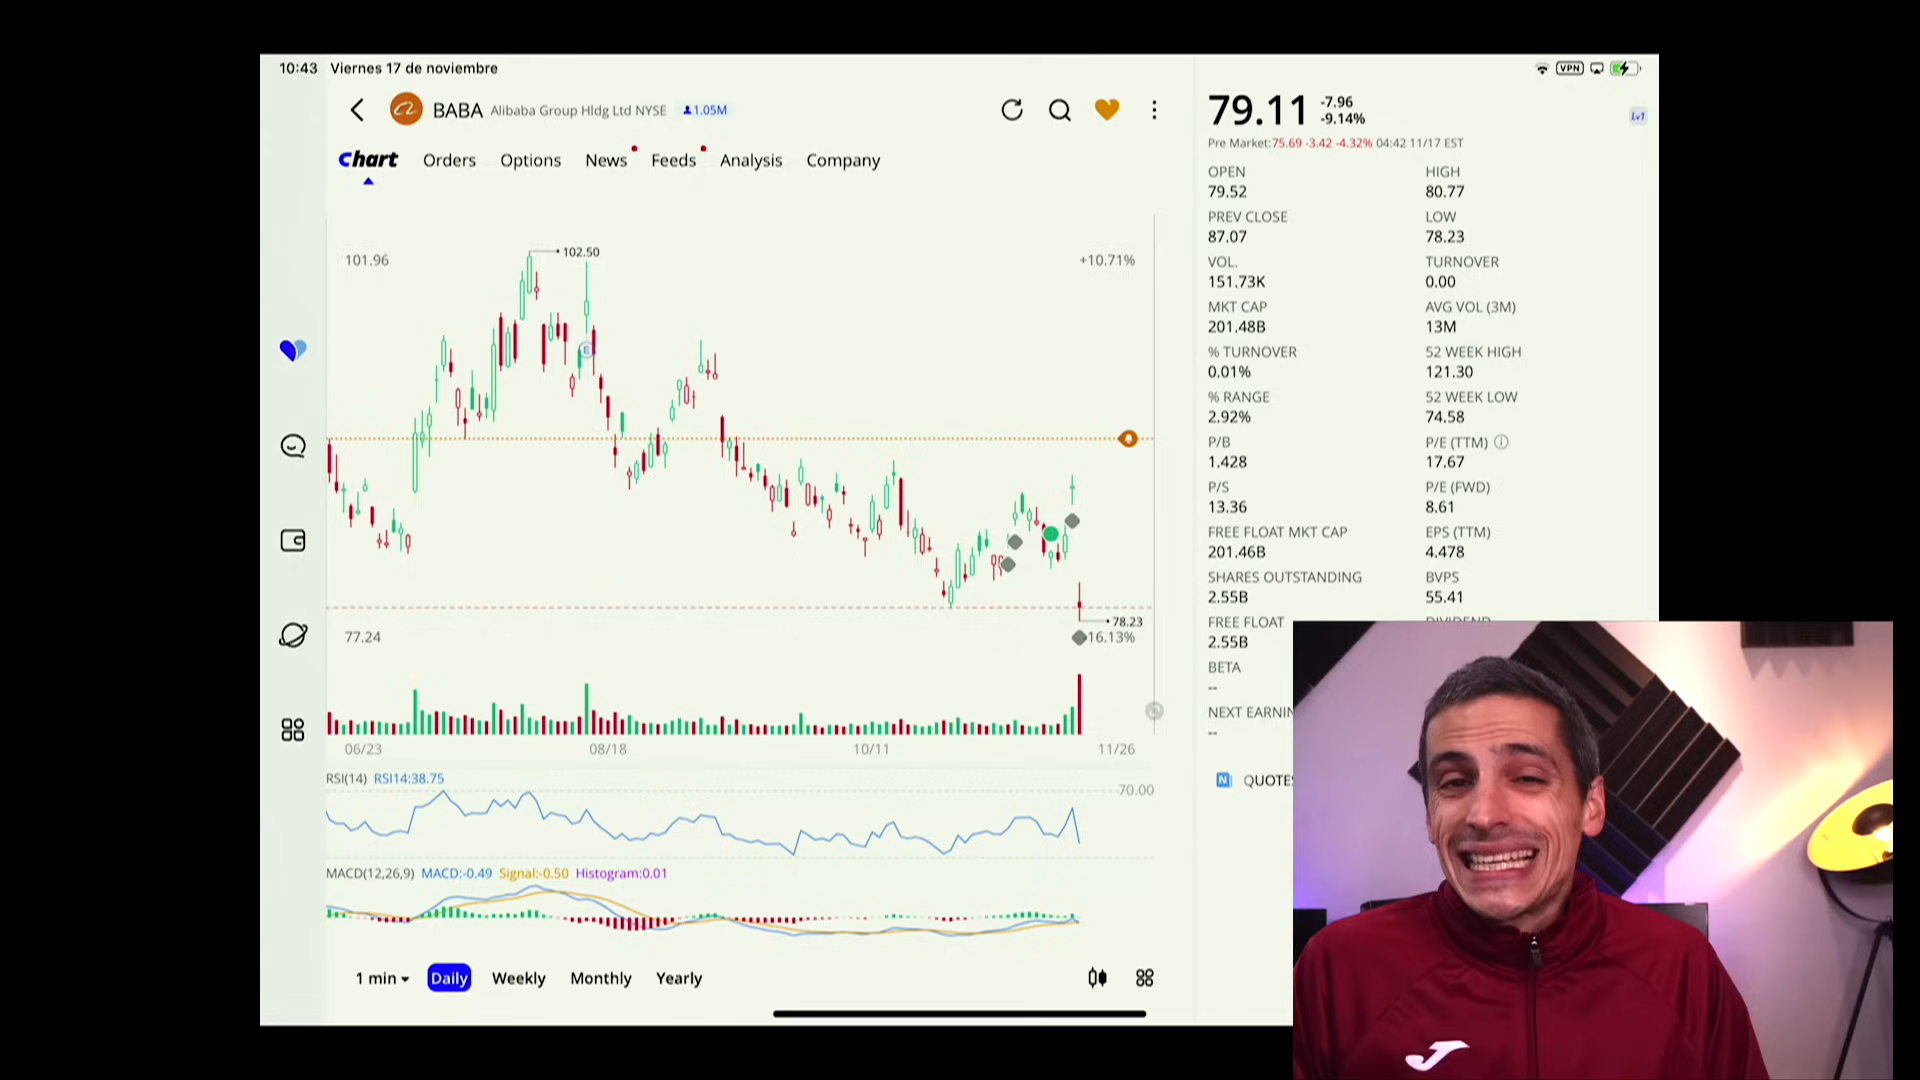 10:43 Viernes 17 de noviembre
VPN
BABA Alibaba Group Hldg Ltd NYSE 1.05M
Chart Orders Options News Feeds Analysis Company
101.96
102.50
+10.71%
E
78.23
77.24
16.13%
06/23 08/18 10/11 11/26
RSI(14) RSI14:38.75
70.00
MACD(12,26,9) MACD:-0.49 Signal:-0.50 Histogram:0.01
1 min Daily Weekly Monthly Yearly
79.11 -7.96
-9.14%
Lv1
Pre Market:75.69 -3.42 -4.32% 04:42 11/17 EST
OPEN HIGH
79.52 80.77
PREV CLOSE LOW
87.07 78.23
VOL. TURNOVER
151.73K 0.00
MKT CAP AVG VOL (3M)
201.48B 13M
% TURNOVER 52 WEEK HIGH
0.01% 121.30
% RANGE 52 WEEK LOW
2.92% 74.58
P/B P/E (TTM)
1.428 17.67
P/S P/E (FWD)
13.36 8.61
FREE FLOAT MKT CAP EPS (TTM)
201.46B 4.478
SHARES OUTSTANDING BVPS
2.55B 55.41
FREE FLOAT DIVIDEND
2.55B
BETA
--
NEXT EARNIN
--
N QUOTES